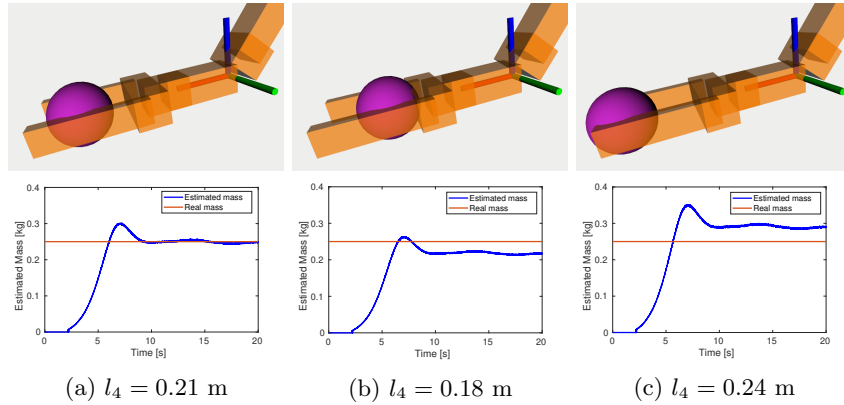 0.4
0.3
0.2
0.1
0
Estimated Mass [kg]
Estimated mass
Real mass
0 5 10 15 20
Time [s]
0.4
0.3
0.2
0.1
0
Estimated Mass [kg]
Estimated mass
Real mass
0 5 10 15 20
Time [s]
0.4
0.3
0.2
0.1
0
Estimated Mass [kg]
Estimated mass
Real mass
0 5 10 15 20
Time [s]
(a) l₄ = 0.21 m
(b) l₄ = 0.18 m
(c) l₄ = 0.24 m